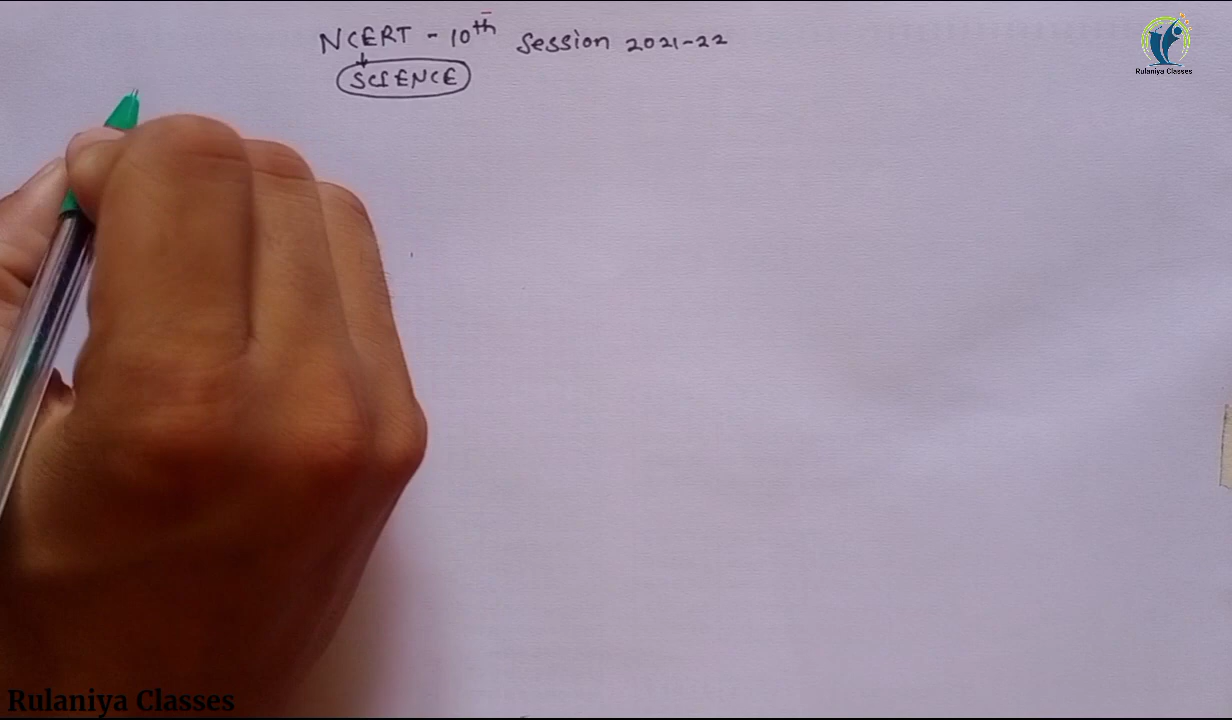 NCERT - 10th Session 2021-22
SCIENCE
Rulaniya Classes
Rulaniya Classes